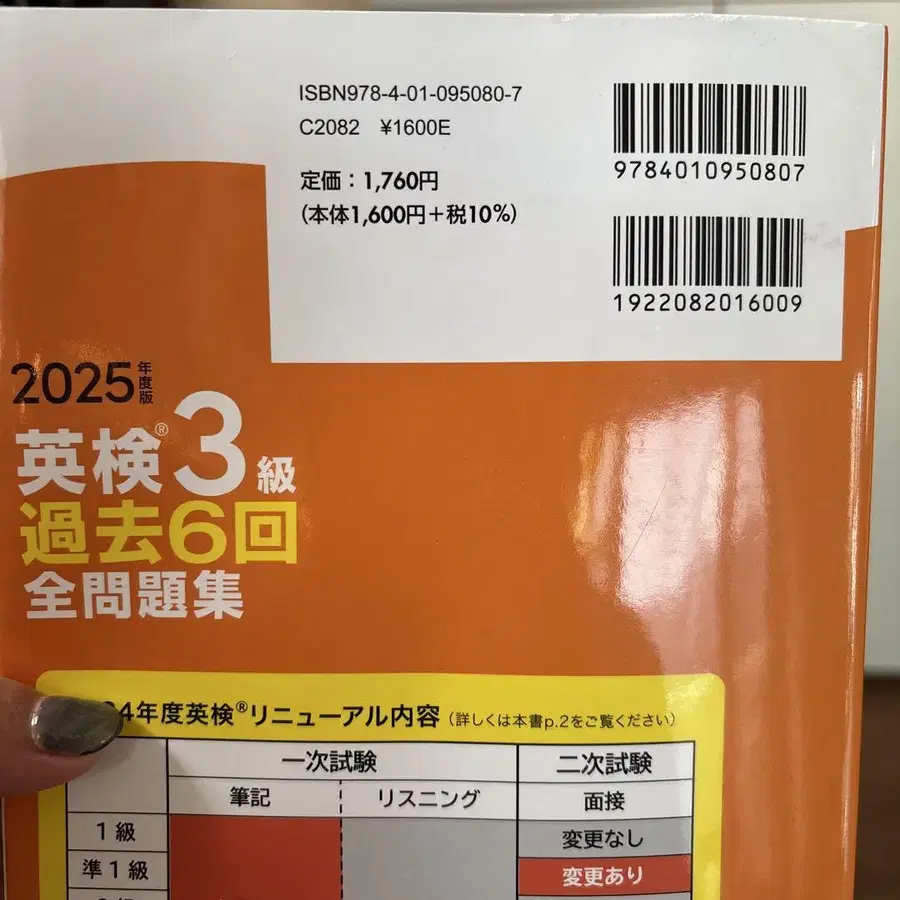 ISBN978-4-01-095080-7
C2082 ¥1600E
定価：1,760円
(本体1,600円＋税10%)
9784010950807
1922082016009
2025年度版
英検®3級
過去6回
全問題集
4年度英検®リニューアル内容（詳しくは本書p.2をご覧ください）
一次試験 二次試験
筆記 リスニング 面接
1級 変更なし
準1級 変更あり